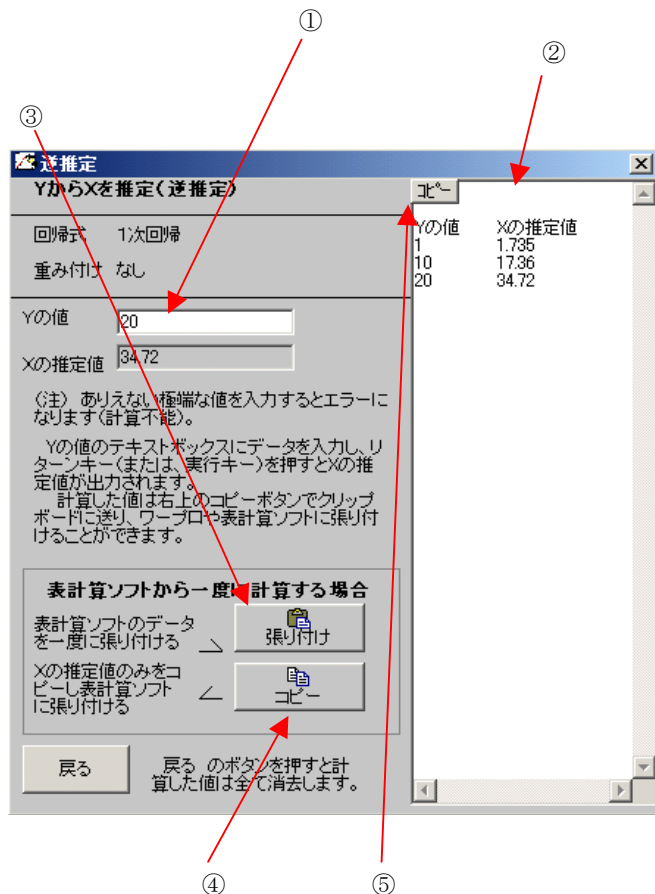 ①
②
③
逆推定
YからXを推定(逆推定)
回帰式 1次回帰
重み付け なし
Yの値 20
Xの推定値 34.72
(注) ありえない極端な値を入力するとエラーに
なります(計算不能)。
Yの値のテキストボックスにデータを入力し、リ
ターンキー(または、実行キー)を押すとXの推
定値が出力されます。
計算した値は右上のコピーボタンでクリップ
ボードに送り、ワープロや表計算ソフトに張り付
けることができます。
表計算ソフトから一度に計算する場合
表計算ソフトのデータ
を一度に張り付ける
張り付け
Xの推定値のみをコ
ピーし表計算ソフト
に張り付ける
コピー
戻る
戻る のボタンを押すと計
算した値は全て消去します。
コピー
Yの値 Xの推定値
1 1.735
10 17.36
20 34.72
④
⑤